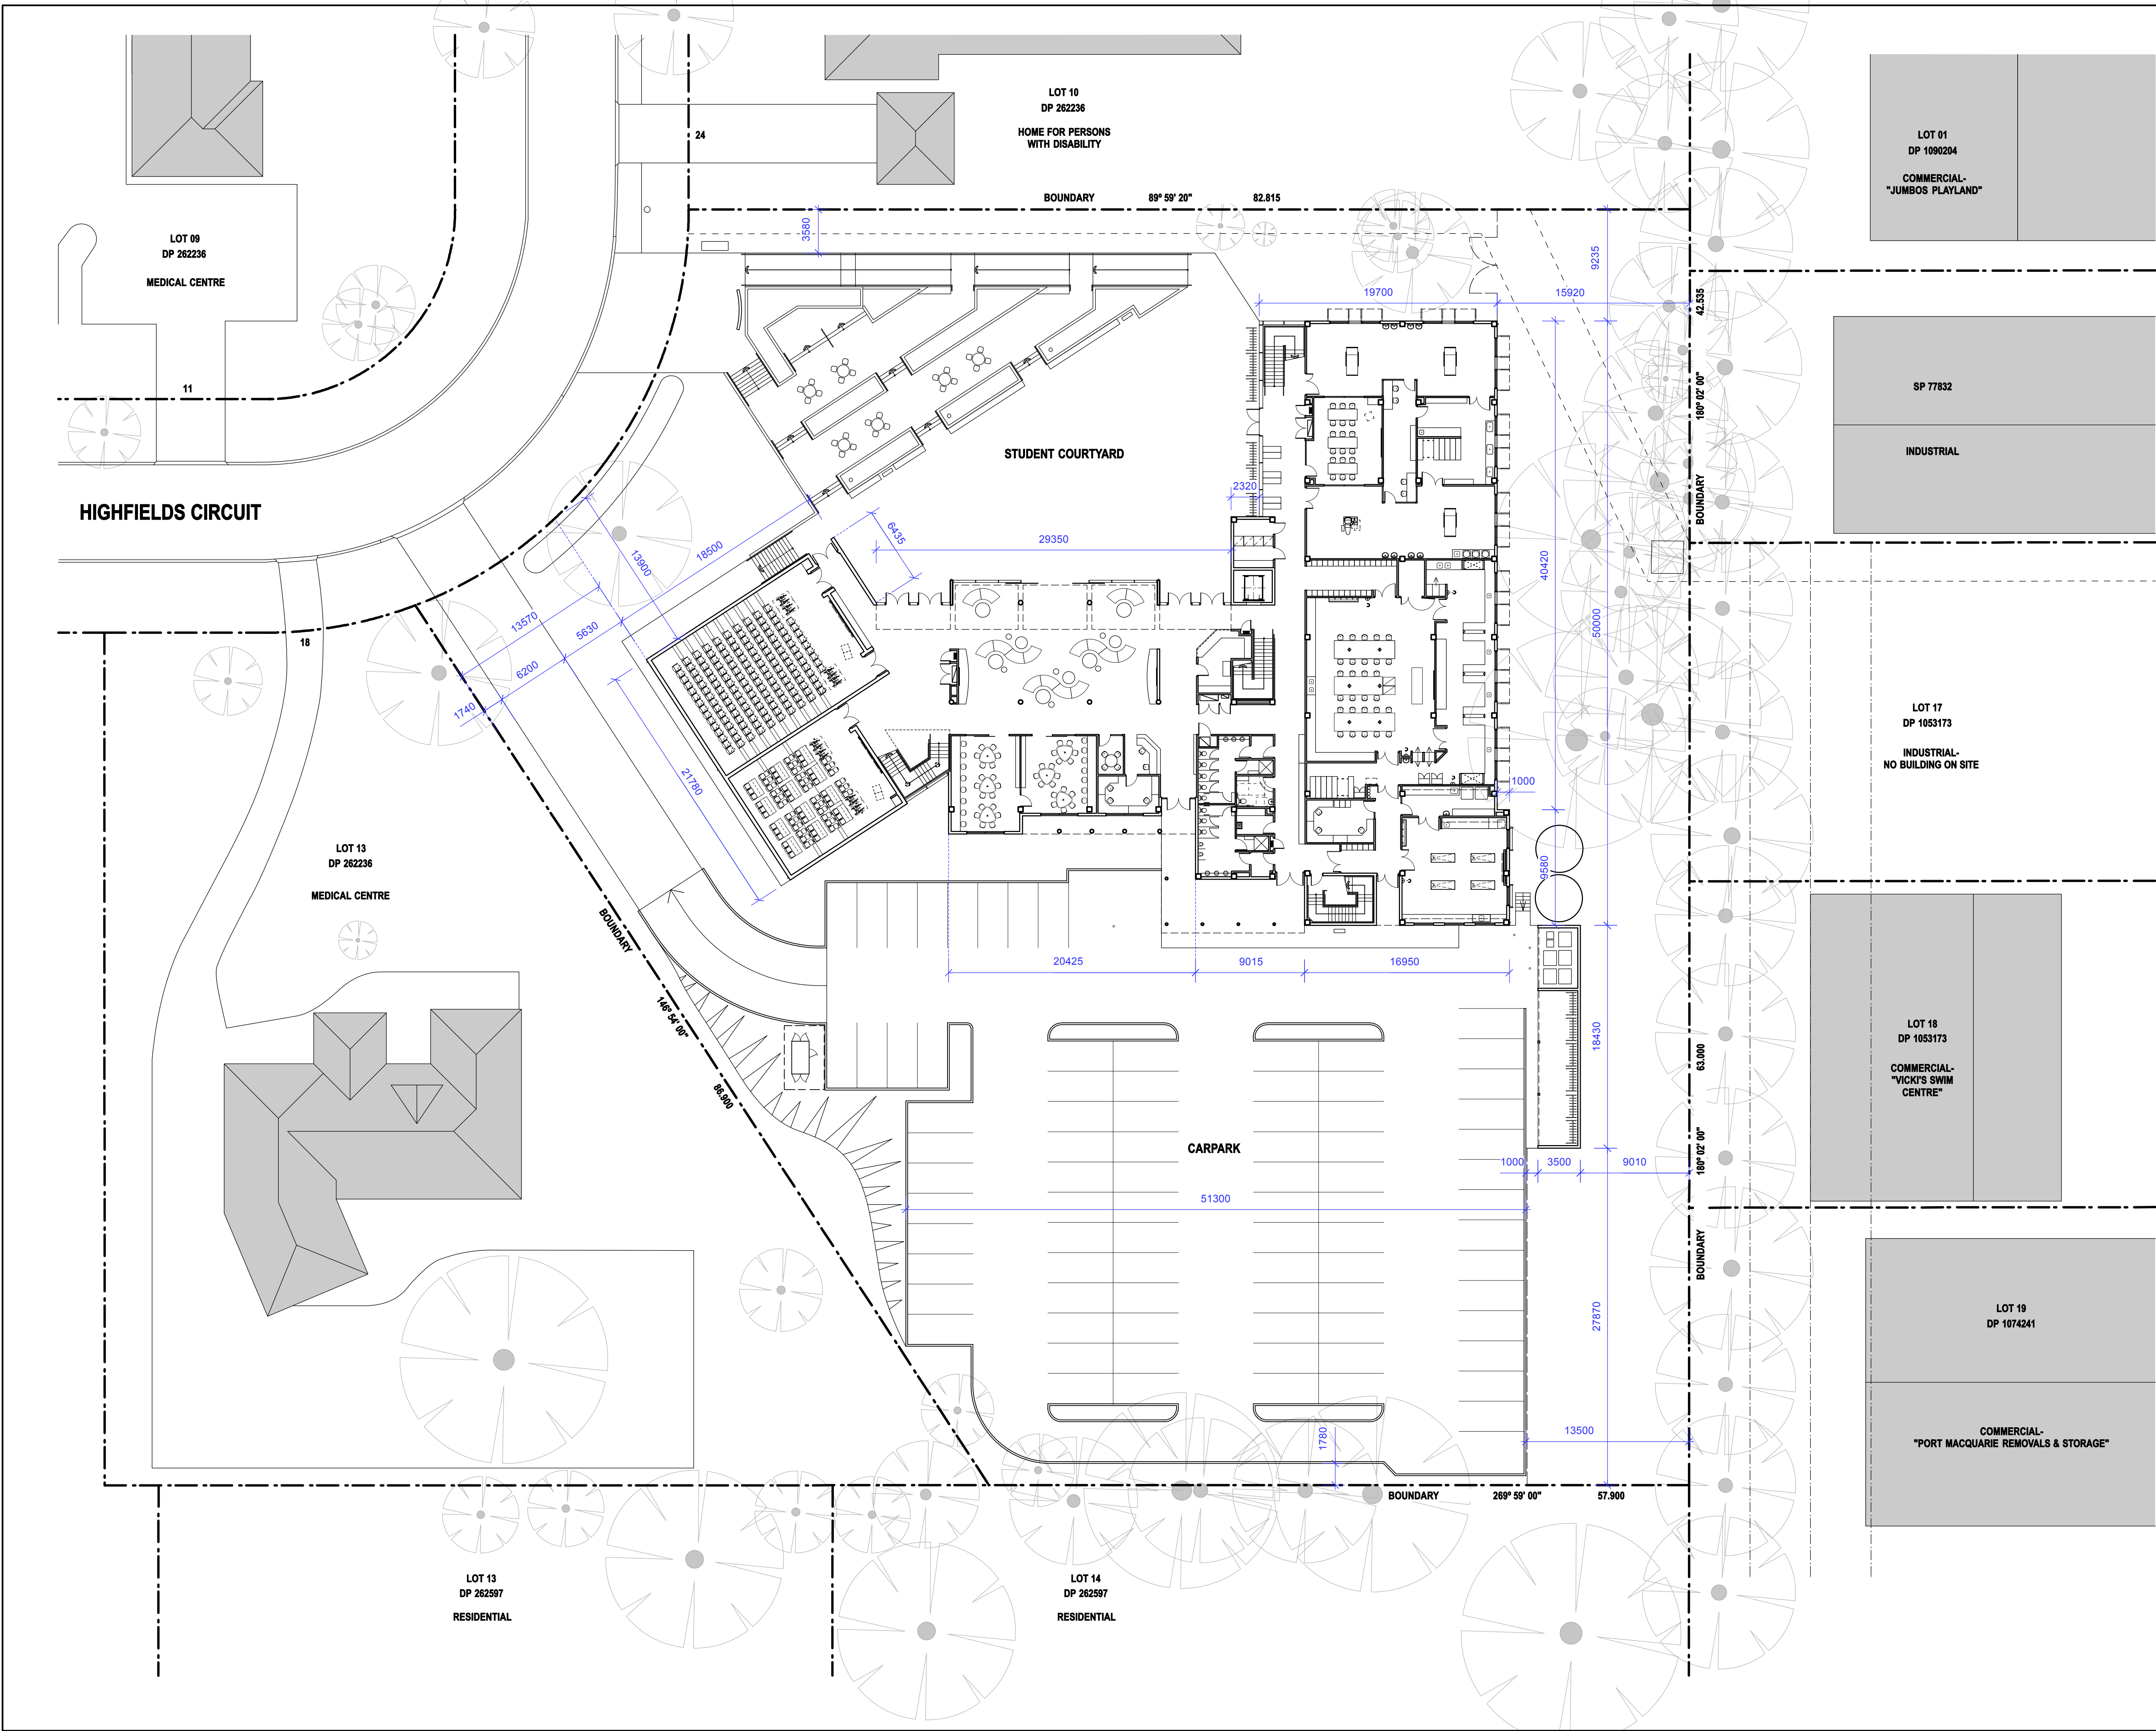 LOT 10
DP 262236
HOME FOR PERSONS
WITH DISABILITY
24
LOT 01
DP 1090204
COMMERCIAL-
"JUMBOS PLAYLAND"
BOUNDARY 89° 59' 20" 82.815
LOT 09
DP 262236
MEDICAL CENTRE
3580
9235
19700
15920
42.535
11
180° 02' 00"
SP 77832
INDUSTRIAL
STUDENT COURTYARD
HIGHFIELDS CIRCUIT
2320
BOUNDARY
6435
29350
18500
13900
40420
50000
13570
5630
18
6200
1740
21780
LOT 17
DP 1053173
INDUSTRIAL-
NO BUILDING ON SITE
1000
LOT 13
DP 262236
MEDICAL CENTRE
9580
BOUNDARY
20425
9015
16950
146° 54' 00"
18430
LOT 18
DP 1053173
COMMERCIAL-
"VICKI'S SWIM
CENTRE"
63.000
86.900
CARPARK
180° 02' 00"
1000
3500
9010
51300
BOUNDARY
LOT 19
DP 1074241
27870
13500
1780
COMMERCIAL-
"PORT MACQUARIE REMOVALS & STORAGE"
BOUNDARY 269° 59' 00" 57.900
LOT 13
DP 262597
RESIDENTIAL
LOT 14
DP 262597
RESIDENTIAL